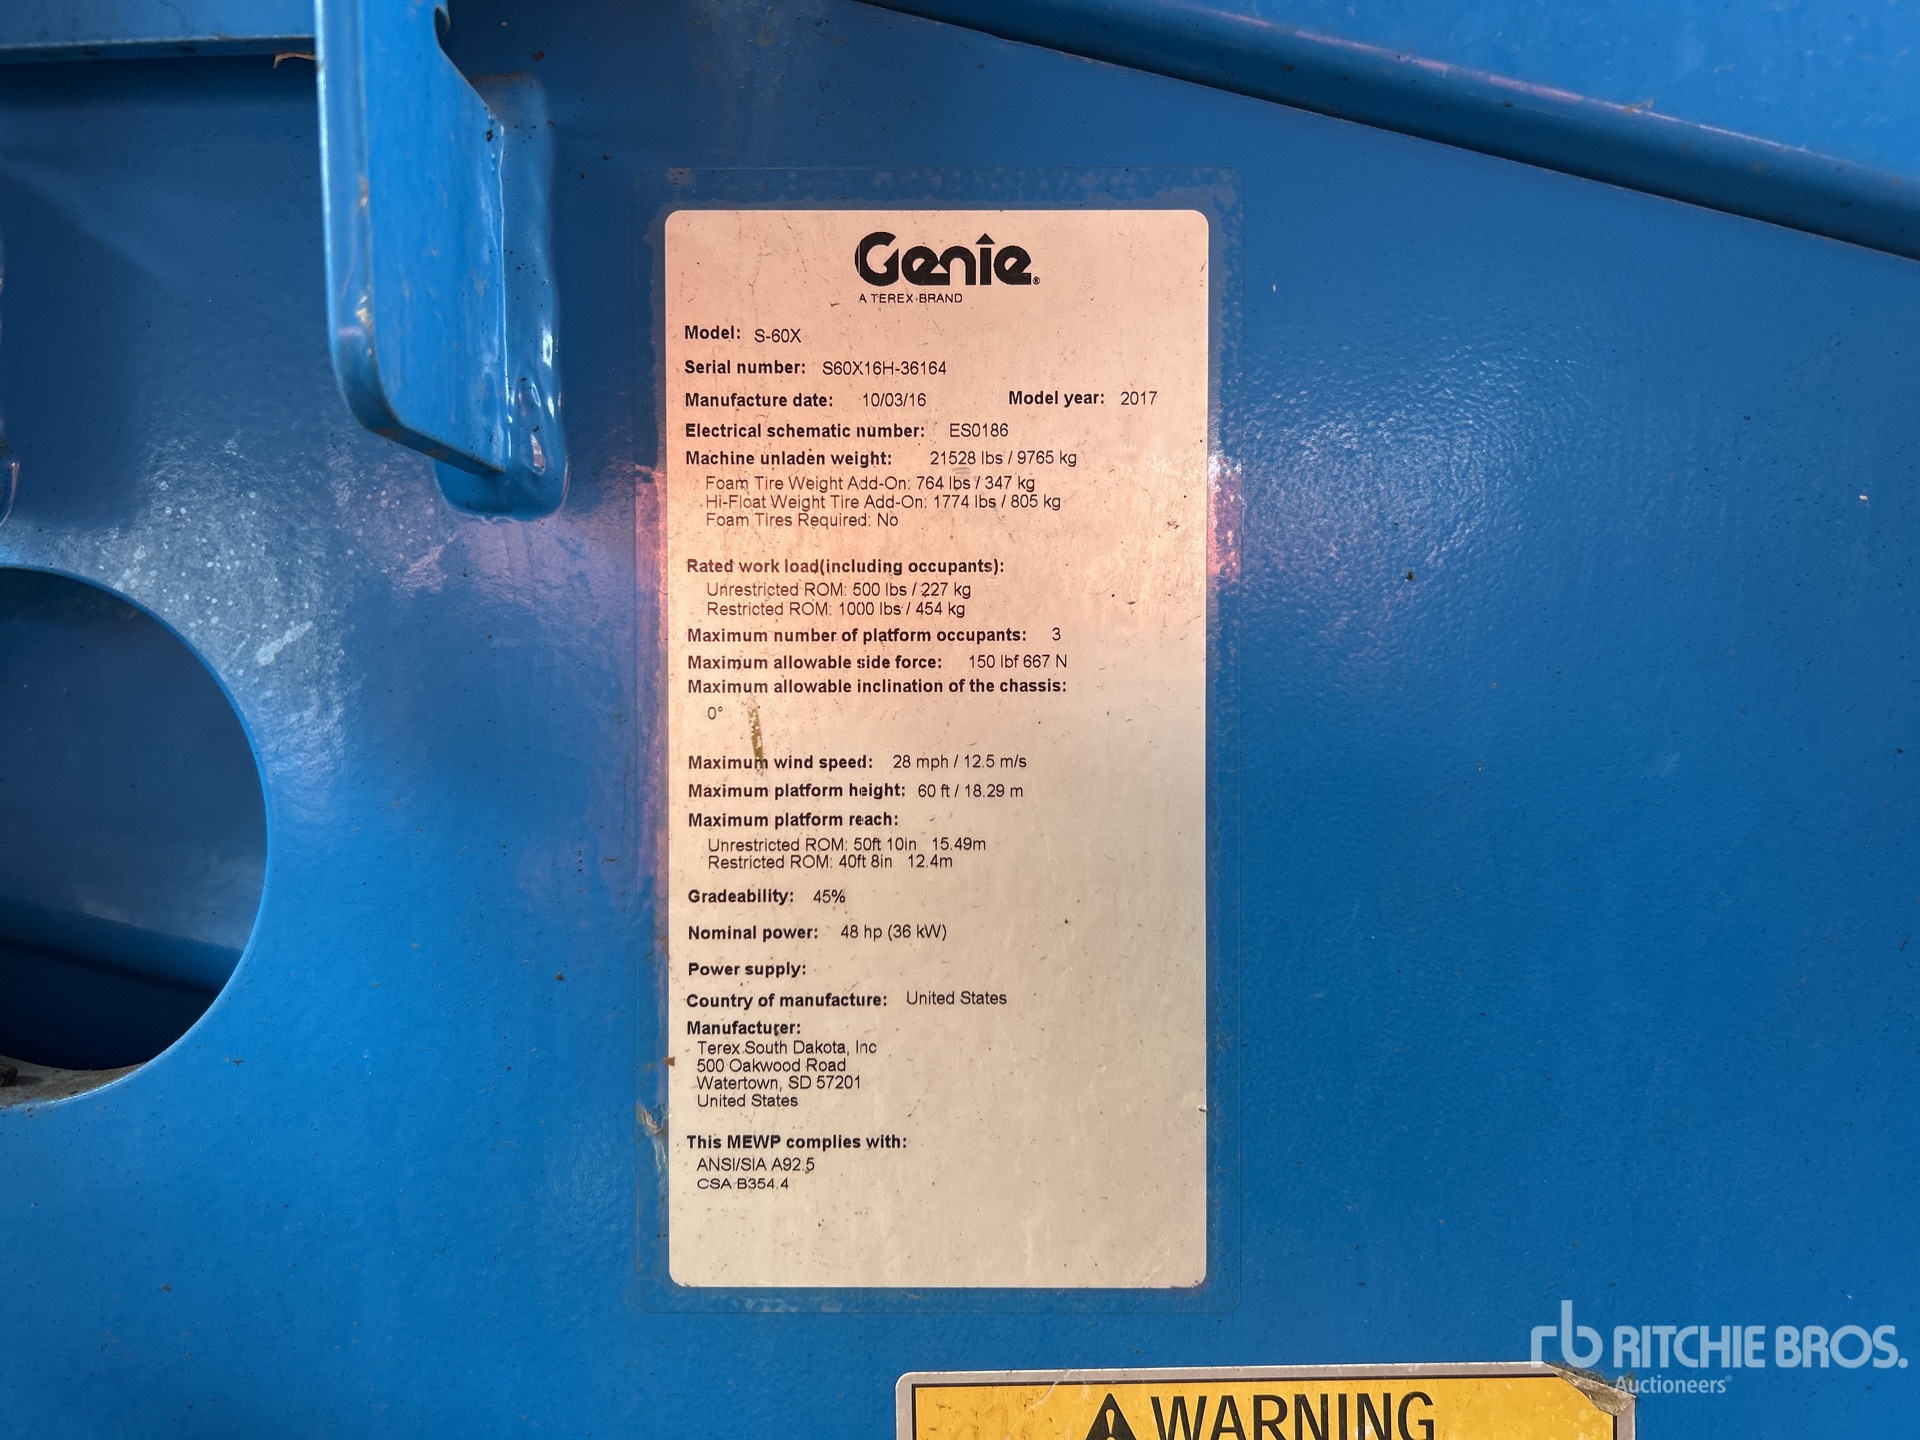 Genie®
A TEREX BRAND
Model: S-60X
Serial number: S60X16H-36164
Manufacture date: 10/03/16 Model year: 2017
Electrical schematic number: ES0186
Machine unladen weight: 21528 lbs / 9765 kg
Foam Tire Weight Add-On: 764 lbs / 347 kg
Hi-Float Weight Tire Add-On: 1774 lbs / 805 kg
Foam Tires Required: No
Rated work load(including occupants):
Unrestricted ROM: 500 lbs / 227 kg
Restricted ROM: 1000 lbs / 454 kg
Maximum number of platform occupants: 3
Maximum allowable side force: 150 lbf 667 N
Maximum allowable inclination of the chassis:
0°
Maximum wind speed: 28 mph / 12.5 m/s
Maximum platform height: 60 ft / 18.29 m
Maximum platform reach:
Unrestricted ROM: 50ft 10in 15.49m
Restricted ROM: 40ft 8in 12.4m
Gradeability: 45%
Nominal power: 48 hp (36 kW)
Power supply:
Country of manufacture: United States
Manufacturer:
Terex South Dakota, Inc
500 Oakwood Road
Watertown, SD 57201
United States
This MEWP complies with:
ANSI/SIA A92.5
CSA B354.4
rb RITCHIE BROS.
Auctioneers®
WARNING